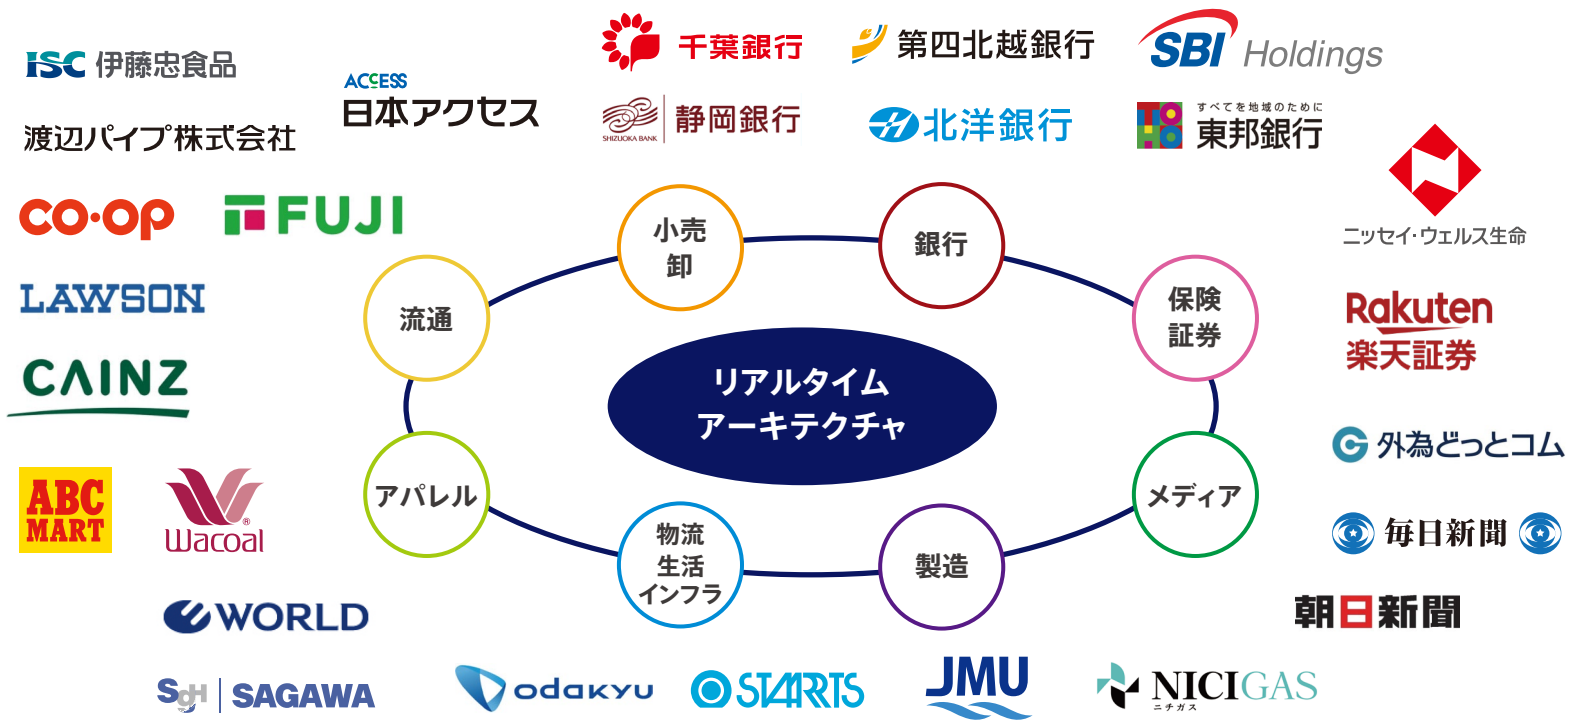 ISC 伊藤忠食品
ACCESS
日本アクセス
渡辺パイプ株式会社
CO・OP
FUJI
LAWSON
CAINZ
ABC
MART
Wacoal®
WORLD
SGH SAGAWA
千葉銀行
第四北越銀行
SBI Holdings
SHIZUOKA BANK
静岡銀行
北洋銀行
TOHO
すべてを地域のために
東邦銀行
ニッセイ・ウェルス生命
Rakuten
楽天証券
外為どっとコム
毎日新聞
朝日新聞
小売
卸
銀行
流通
保険
証券
リアルタイム
アーキテクチャ
アパレル
メディア
物流
生活
インフラ
製造
odakyu
STARTS
JMU
NICIGAS
ニチガス